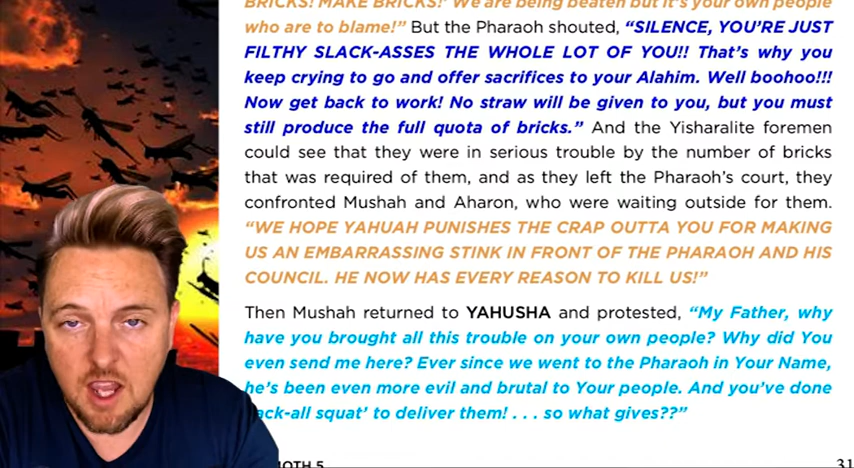 BRICKS! MAKE BRICKS!' We are being beaten but it's your own people
who are to blame!" But the Pharaoh shouted, "SILENCE, YOU'RE JUST
FILTHY SLACK-ASSES THE WHOLE LOT OF YOU!! That's why you
keep crying to go and offer sacrifices to your Alahim. Well boohoo!!!
Now get back to work! No straw will be given to you, but you must
still produce the full quota of bricks." And the Yisharalite foremen
could see that they were in serious trouble by the number of bricks
that was required of them, and as they left the Pharaoh's court, they
confronted Mushah and Aharon, who were waiting outside for them.
"WE HOPE YAHUAH PUNISHES THE CRAP OUTTA YOU FOR MAKING
US AN EMBARRASSING STINK IN FRONT OF THE PHARAOH AND HIS
COUNCIL. HE NOW HAS EVERY REASON TO KILL US!"
Then Mushah returned to YAHUSHA and protested, "My Father, why
have you brought all this trouble on your own people? Why did You
even send me here? Ever since we went to the Pharaoh in Your Name,
he's been even more evil and brutal to Your people. And you've done
squat' to deliver them! . . . so what gives??"
5 31